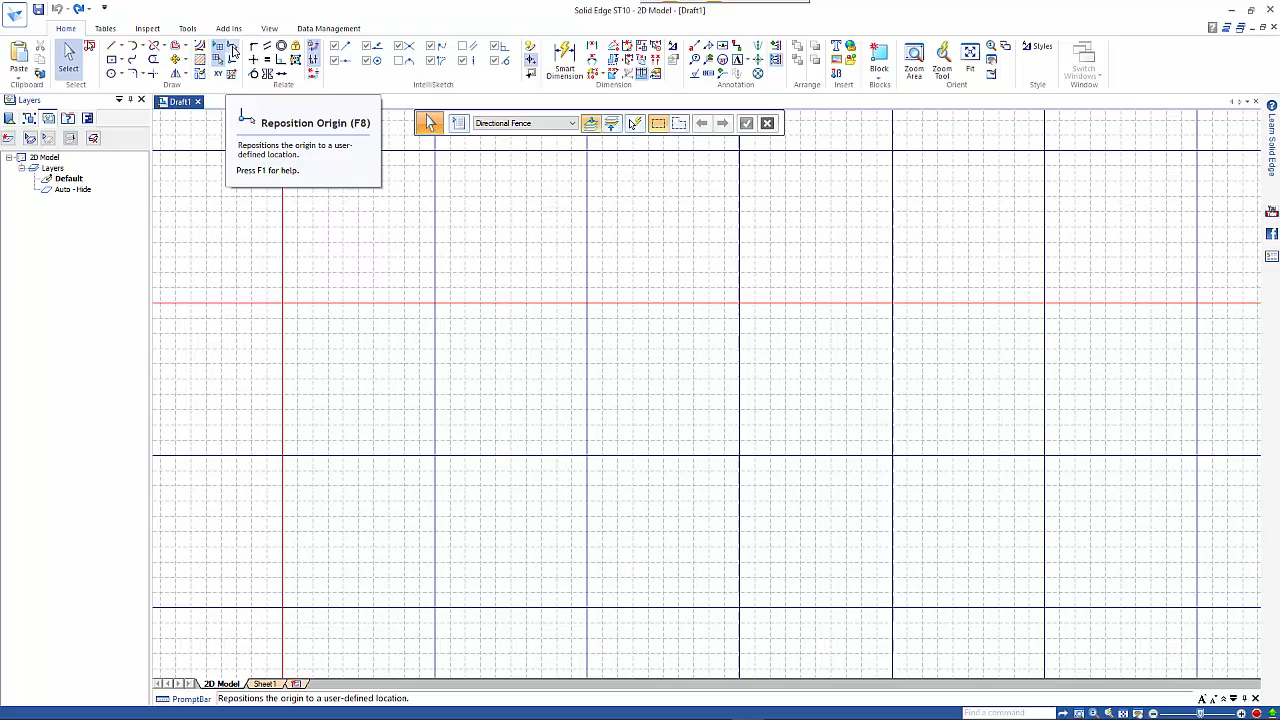 Solid Edge ST10 - 2D Model - [Draft1]
Home
Tables
Inspect
Tools
Add Ins
View
Data Management
Paste
Select
Smart
Dimension
Block
Zoom
Area
Zoom
Tool
Fit
Styles
Switch
Windows
Clipboard
Select
Draw
Relate
IntelliSketch
Dimension
Annotation
Arrange
Insert
Blocks
Orient
Style
Window
Layers
Draft1
Reposition Origin (F8)
Repositions the origin to a user-
defined location.
Press F1 for help.
Directional Fence
2D Model
Layers
Default
Auto - Hide
Learn Solid Edge
You
Tube
2D Model
Sheet1
PromptBar
Repositions the origin to a user-defined location.
Find a command